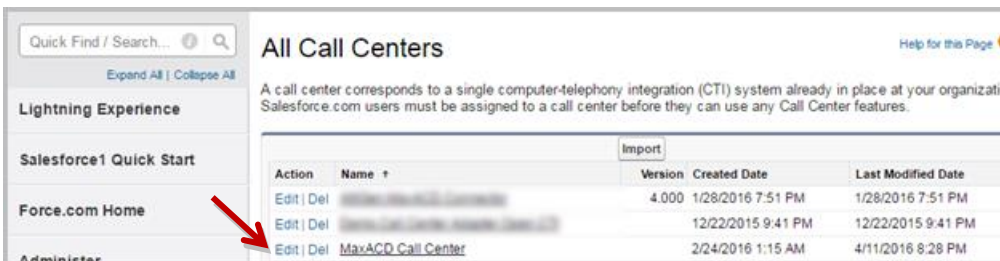 Quick Find / Search...
Expand All | Collapse All
Lightning Experience
Salesforce1 Quick Start
Force.com Home
Administer
All Call Centers
Help for this Page
A call center corresponds to a single computer-telephony integration (CTI) system already in place at your organizati
Salesforce.com users must be assigned to a call center before they can use any Call Center features.
Import
Action Name ↑ Version Created Date Last Modified Date
Edit | Del 4.000 1/28/2016 7:51 PM 1/28/2016 7:51 PM
Edit | Del 12/22/2015 9:41 PM 12/22/2015 9:41 PM
Edit | Del MaxACD Call Center 2/24/2016 1:15 AM 4/11/2016 8:28 PM